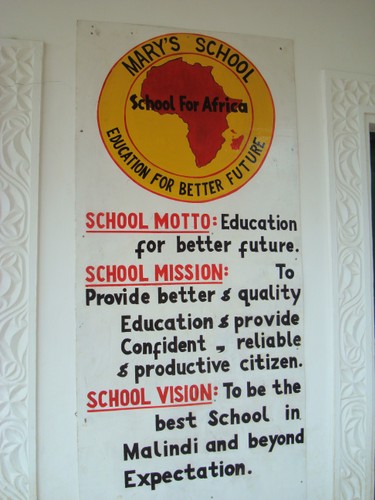 MARY'S SCHOOL
School For Africa
EDUCATION FOR BETTER FUTURE
SCHOOL MOTTO: Education
for better future.
SCHOOL MISSION: To
Provide better & quality
Education & provide
Confident, reliable
& productive citizen.
SCHOOL VISION: To be the
best School in
Malindi and beyond
Expectation.